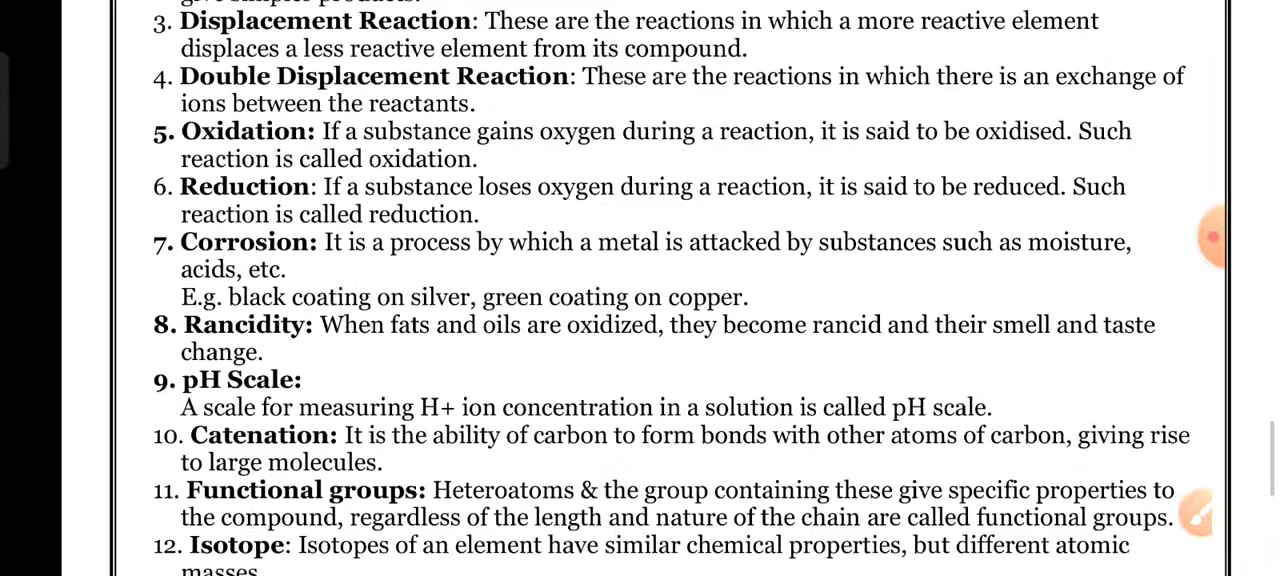 give simpler products.
3. Displacement Reaction: These are the reactions in which a more reactive element
displaces a less reactive element from its compound.
4. Double Displacement Reaction: These are the reactions in which there is an exchange of
ions between the reactants.
5. Oxidation: If a substance gains oxygen during a reaction, it is said to be oxidised. Such
reaction is called oxidation.
6. Reduction: If a substance loses oxygen during a reaction, it is said to be reduced. Such
reaction is called reduction.
7. Corrosion: It is a process by which a metal is attacked by substances such as moisture,
acids, etc.
E.g. black coating on silver, green coating on copper.
8. Rancidity: When fats and oils are oxidized, they become rancid and their smell and taste
change.
9. pH Scale:
A scale for measuring H+ ion concentration in a solution is called pH scale.
10. Catenation: It is the ability of carbon to form bonds with other atoms of carbon, giving rise
to large molecules.
11. Functional groups: Heteroatoms & the group containing these give specific properties to
the compound, regardless of the length and nature of the chain are called functional groups.
12. Isotope: Isotopes of an element have similar chemical properties, but different atomic
masses.